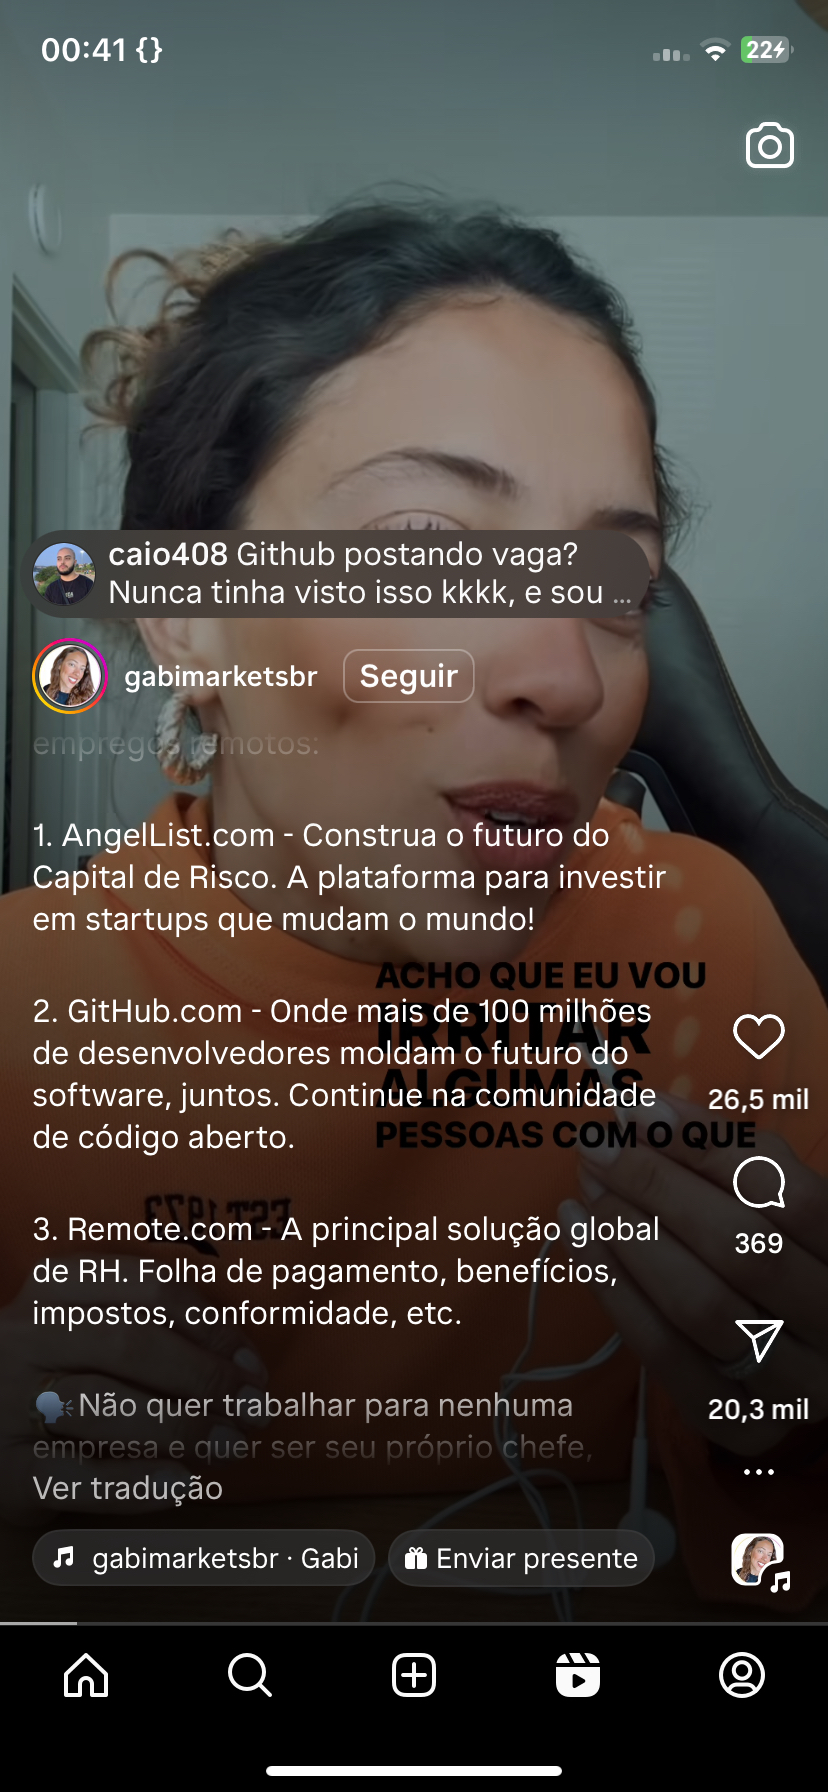 00:41 {}
22
caio408 Github postando vaga?
Nunca tinha visto isso kkkk, e sou ...
gabimarketsbr
Seguir
empregos remotos:
1. AngelList.com - Construa o futuro do
Capital de Risco. A plataforma para investir
em startups que mudam o mundo!
ACHO QUE EU VOU
IRRITAR
ALGUMAS
PESSOAS COM O QUE
2. GitHub.com - Onde mais de 100 milhões
de desenvolvedores moldam o futuro do
software, juntos. Continue na comunidade
de código aberto.
26,5 mil
EST 1973
3. Remote.com - A principal solução global
de RH. Folha de pagamento, benefícios,
impostos, conformidade, etc.
369
🗣️Não quer trabalhar para nenhuma
empresa e quer ser seu próprio chefe,
Ver tradução
20,3 mil
...
gabimarketsbr · Gabi
Enviar presente